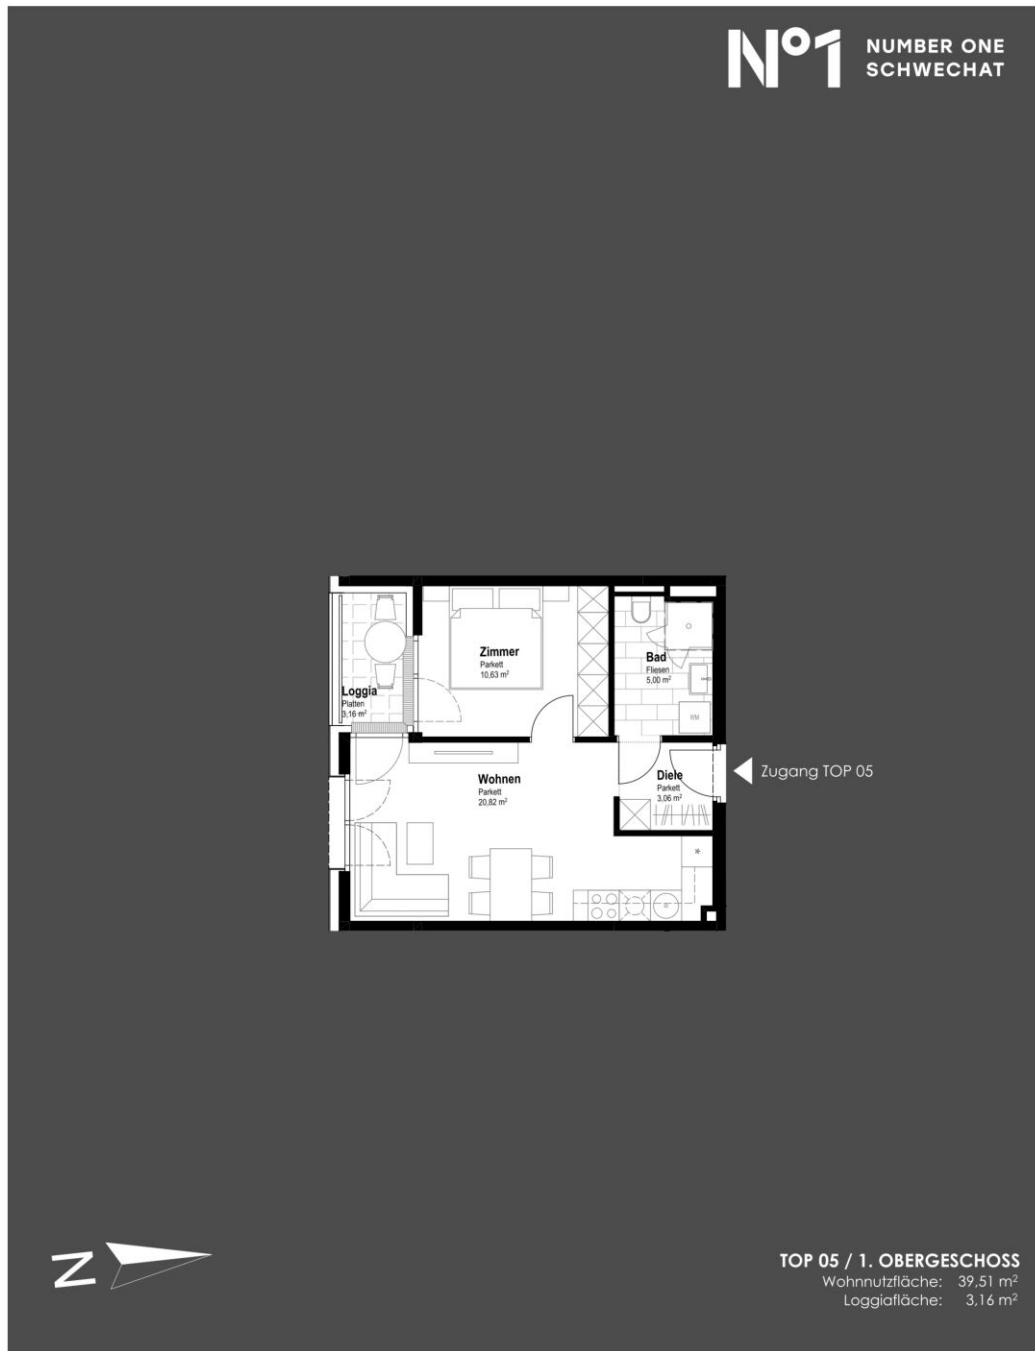 Nº1 NUMBER ONE
SCHWECHAT
Zimmer
Parkett
10,63 m²
Bad
Fliesen
5,00 m²
Loggia
Platten
3,16 m²
WM
Wohnen
Parkett
20,82 m²
Diele
Parkett
3,06 m²
Zugang TOP 05
*
N
TOP 05 / 1. OBERGESCHOSS
Wohnnutzfläche: 39,51 m²
Loggiafläche: 3,16 m²